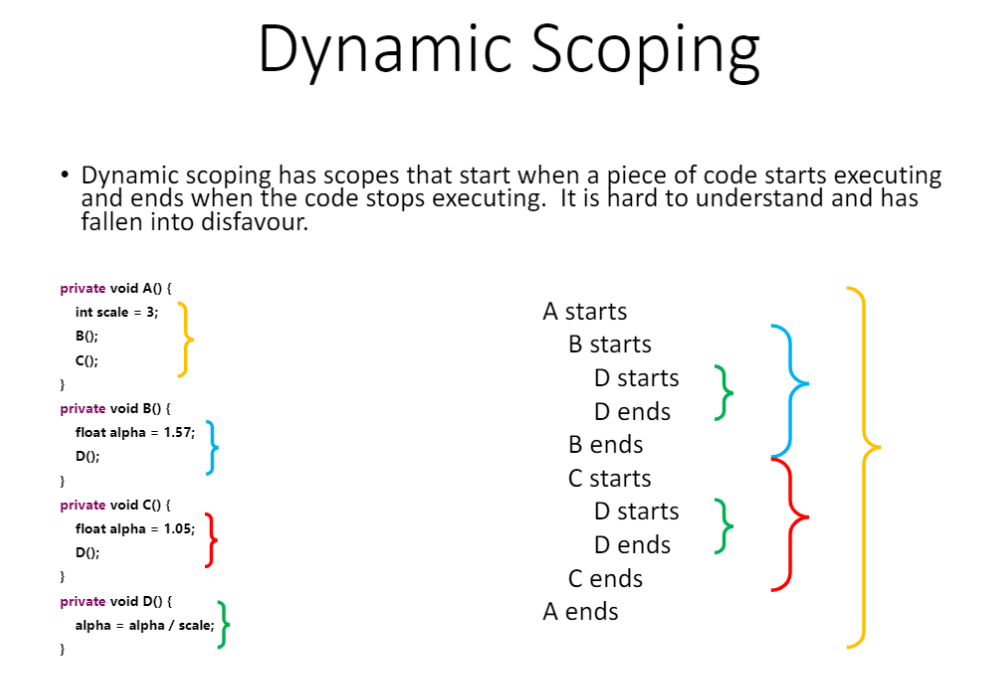 Dynamic Scoping
• Dynamic scoping has scopes that start when a piece of code starts executing
and ends when the code stops executing.  It is hard to understand and has
fallen into disfavour.
private void A() {
int scale = 3;
B();
C();
}
private void B() {
float alpha = 1.57;
D();
}
private void C() {
float alpha = 1.05;
D();
}
private void D() {
alpha = alpha / scale;
}
A starts
B starts
D starts
D ends
B ends
C starts
D starts
D ends
C ends
A ends